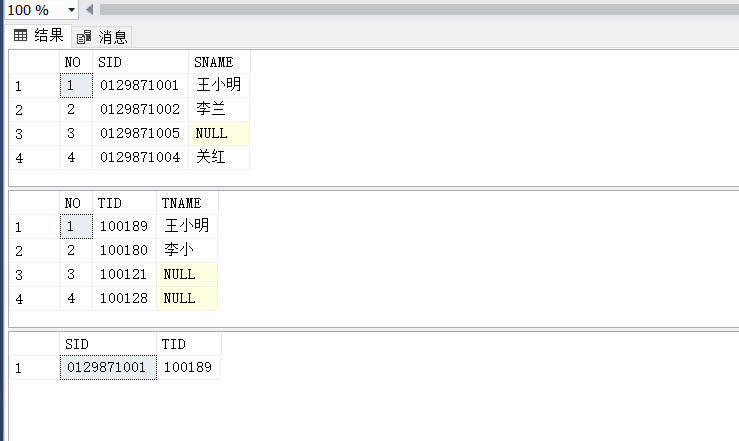 100 %
结果 消息
NO SID SNAME
1 1 0129871001 王小明
2 2 0129871002 李兰
3 3 0129871005 NULL
4 4 0129871004 关红
NO TID TNAME
1 1 100189 王小明
2 2 100180 李小
3 3 100121 NULL
4 4 100128 NULL
SID TID
1 0129871001 100189